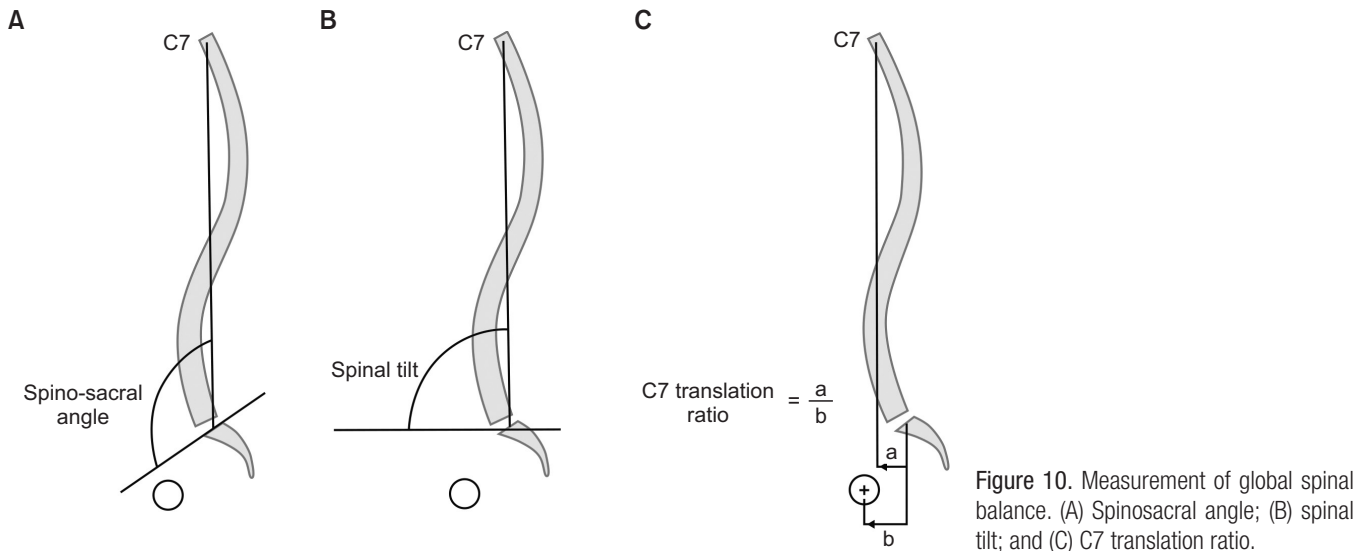 A
B
C
C7
C7
C7
Spino-sacral
angle
Spinal tilt
C7 translation
ratio
= a
b
a
+
b
Figure 10. Measurement of global spinal
balance. (A) Spinosacral angle; (B) spinal
tilt; and (C) C7 translation ratio.